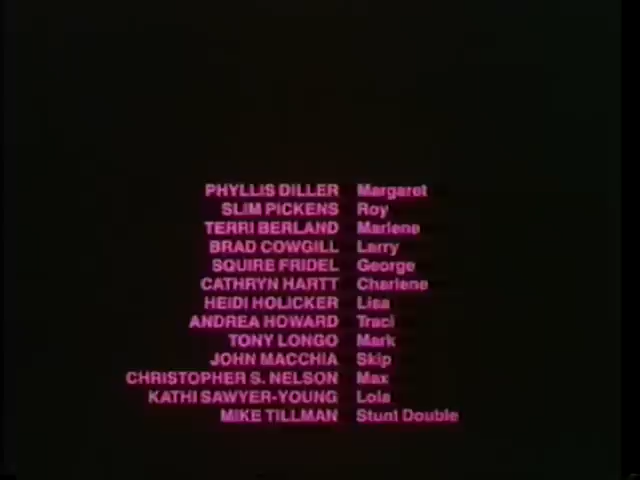 PHYLLIS DILLER Margaret
SLIM PICKENS Roy
TERRI BERLAND Marlene
BRAD COWGILL Larry
SQUIRE FRIDEL George
CATHRYN HARTT Charlene
HEIDI HOLICKER Lisa
ANDREA HOWARD Traci
TONY LONGO Mark
JOHN MACCHIA Skip
CHRISTOPHER S. NELSON Max
KATHI SAWYER-YOUNG Lola
MIKE TILLMAN Stunt Double